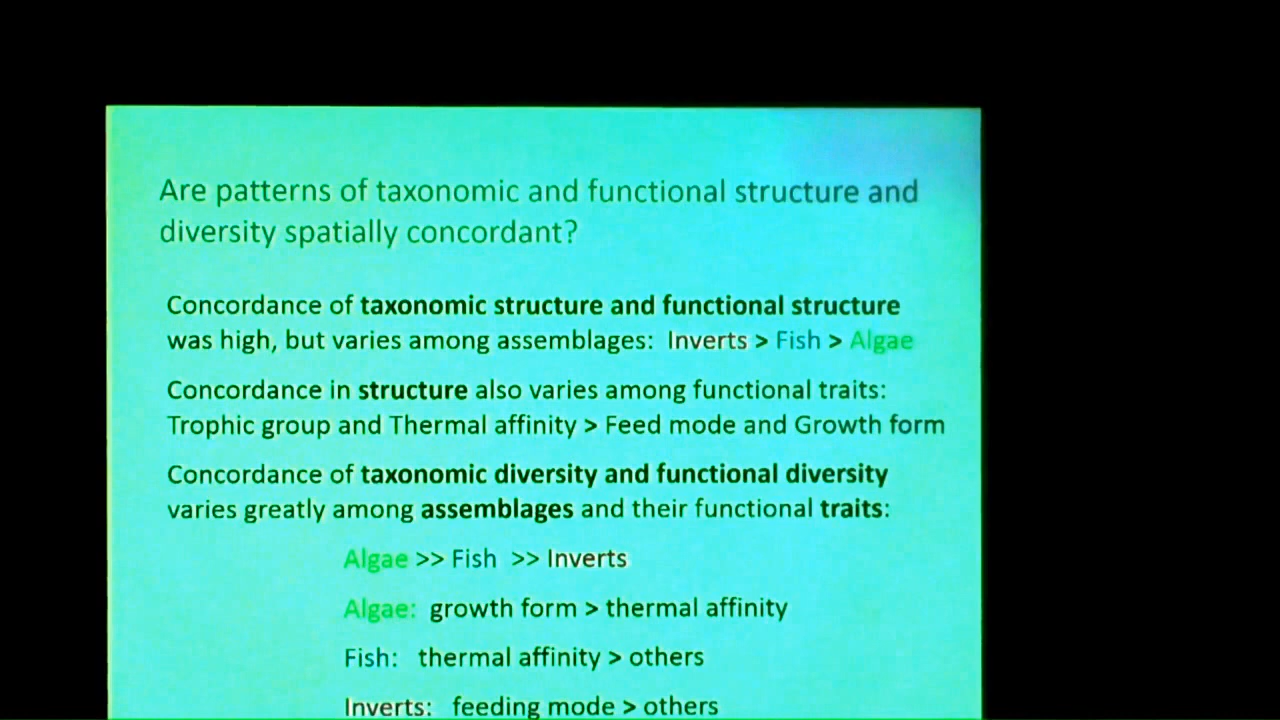 Are patterns of taxonomic and functional structure and
diversity spatially concordant?
Concordance of taxonomic structure and functional structure
was high, but varies among assemblages: Inverts > Fish > Algae
Concordance in structure also varies among functional traits:
Trophic group and Thermal affinity > Feed mode and Growth form
Concordance of taxonomic diversity and functional diversity
varies greatly among assemblages and their functional traits:
Algae >> Fish >> Inverts
Algae: growth form > thermal affinity
Fish: thermal affinity > others
Inverts: feeding mode > others